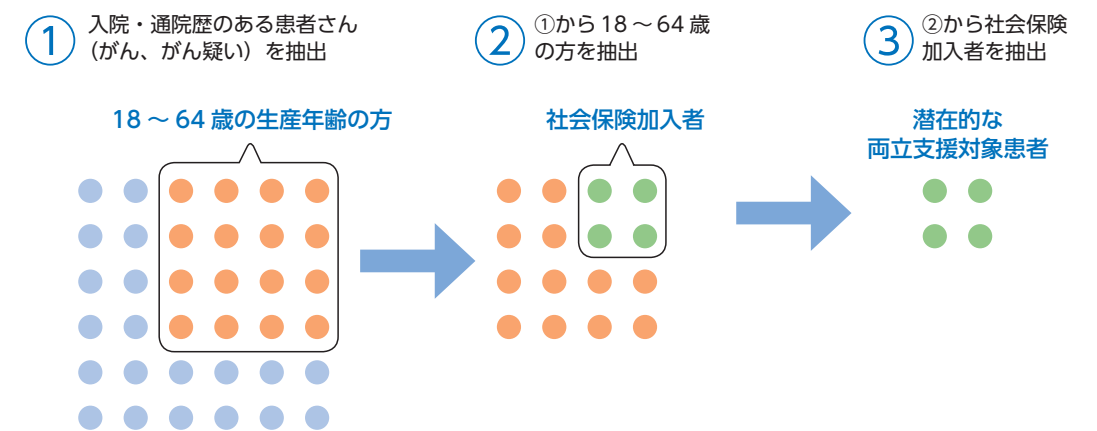 ① 入院・通院歴のある患者さん
（がん、がん疑い）を抽出
18 ～ 64 歳の生産年齢の方
② ①から 18 ～ 64 歳
の方を抽出
社会保険加入者
③ ②から社会保険
加入者を抽出
潜在的な
両立支援対象患者